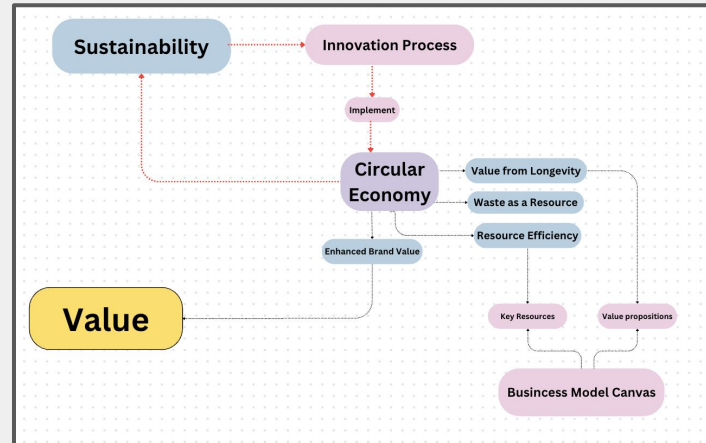 Sustainability
Innovation Process
Implement
Circular
Economy
Value from Longevity
Waste as a Resource
Resource Efficiency
Enhanced Brand Value
Value
Key Resources
Value propositions
Busincess Model Canvas